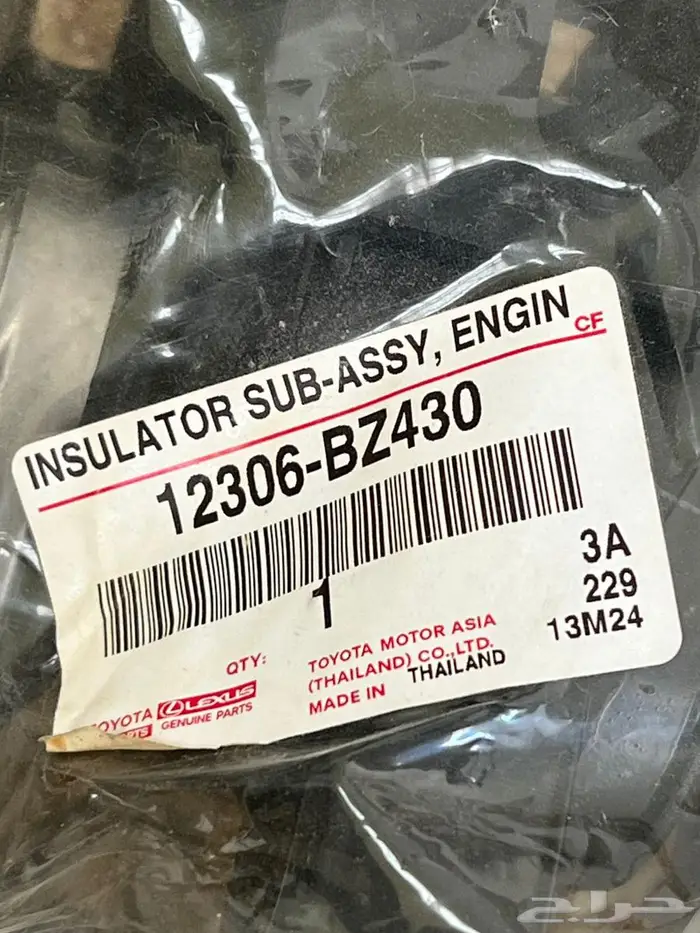 INSULATOR SUB-ASSY, ENGIN
CF
12306-BZ430
1
3A
229
13M24
QTY:
TOYOTA MOTOR ASIA
(THAILAND) CO.,LTD.
MADE IN THAILAND
OYOTA LEXUS
GENUINE PARTS
حراج